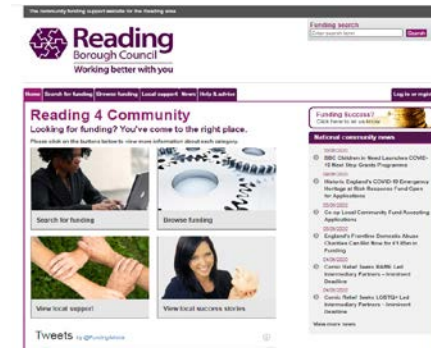 The community funding support website for the Reading area
Reading
Borough Council
Working better with you
Funding search
Enter search term
Search
Home Search for funding Browse funding Local support News Help & advice
Log in or regis
Reading 4 Community
Looking for funding? You've come to the right place.
Please click on the buttons below to view more information about each category.
Search for funding
Browse funding
View local support
View local success stories
Tweets by @Fundingadvice
Funding Success?
Click here to let us know
National community news
BBC Children in Need Launches COVID-
19 Next Step Grants Programme
Historic England's COVID-19 Emergency
Heritage at Risk Response Fund Open
for Applications
Co-op Local Community Fund Accepting
Applications
England's Frontline Domestic Abuse
Charities Can Bid Now for
Funding
Comic Relief Seeks BAME Led
Intermediary Partners - Imminent
Deadline
Comic Relief Seeks LGBTQ+ Led
Intermediary Partners - Imminent
Deadline
View more news